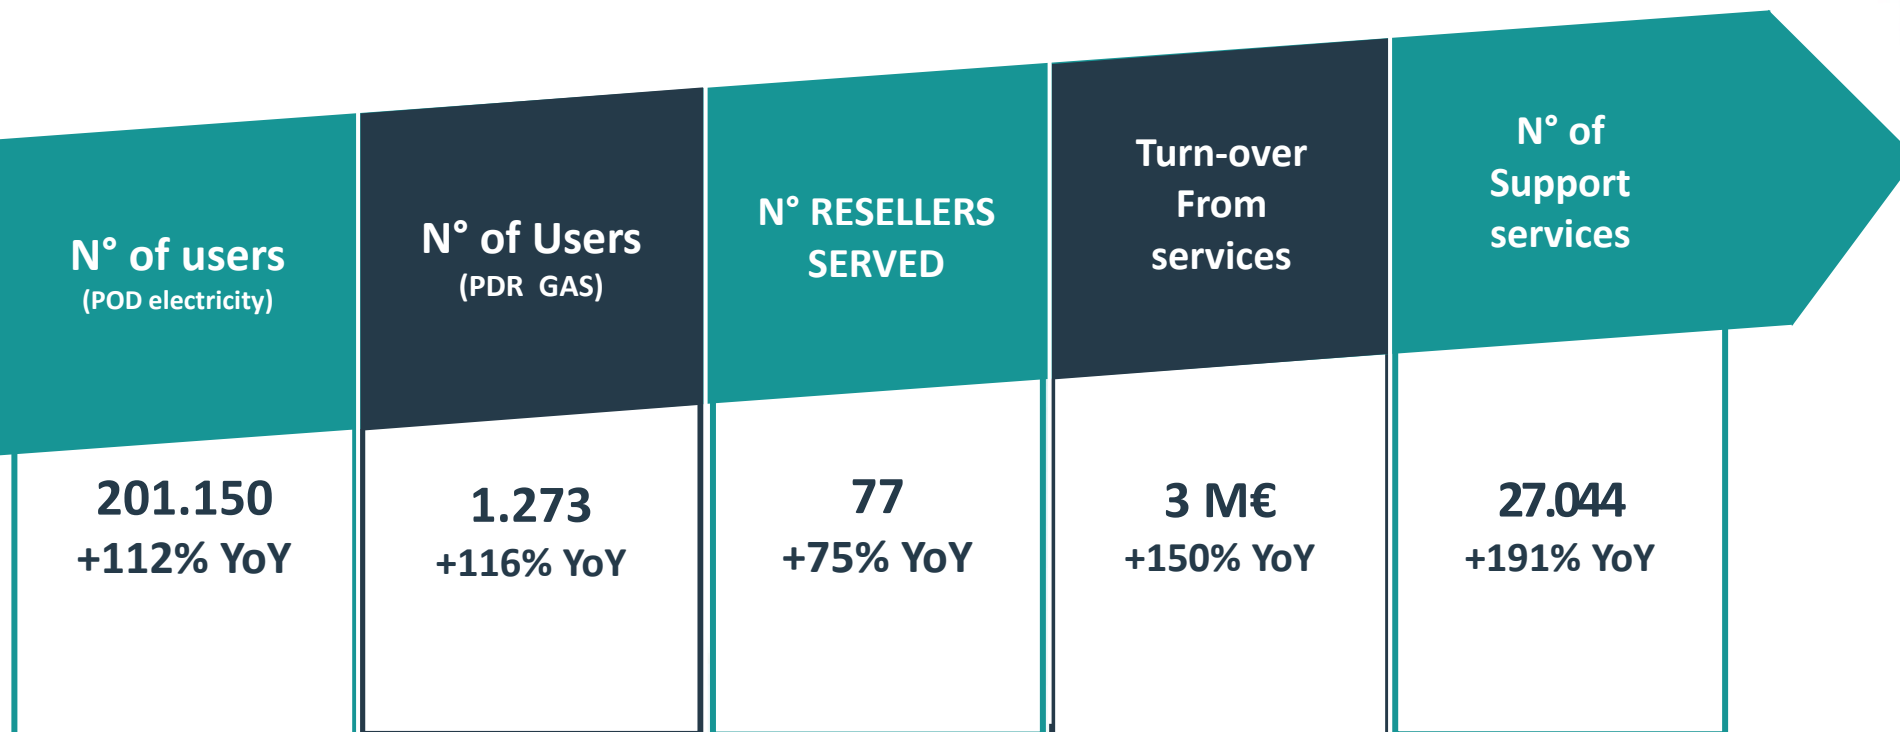 N° of users
(POD electricity)
201.150
+112% YoY
N° of Users
(PDR GAS)
1.273
+116% YoY
N° RESELLERS
SERVED
77
+75% YoY
Turn-over
From
services
3 M€
+150% YoY
N° of
Support
services
27.044
+191% YoY